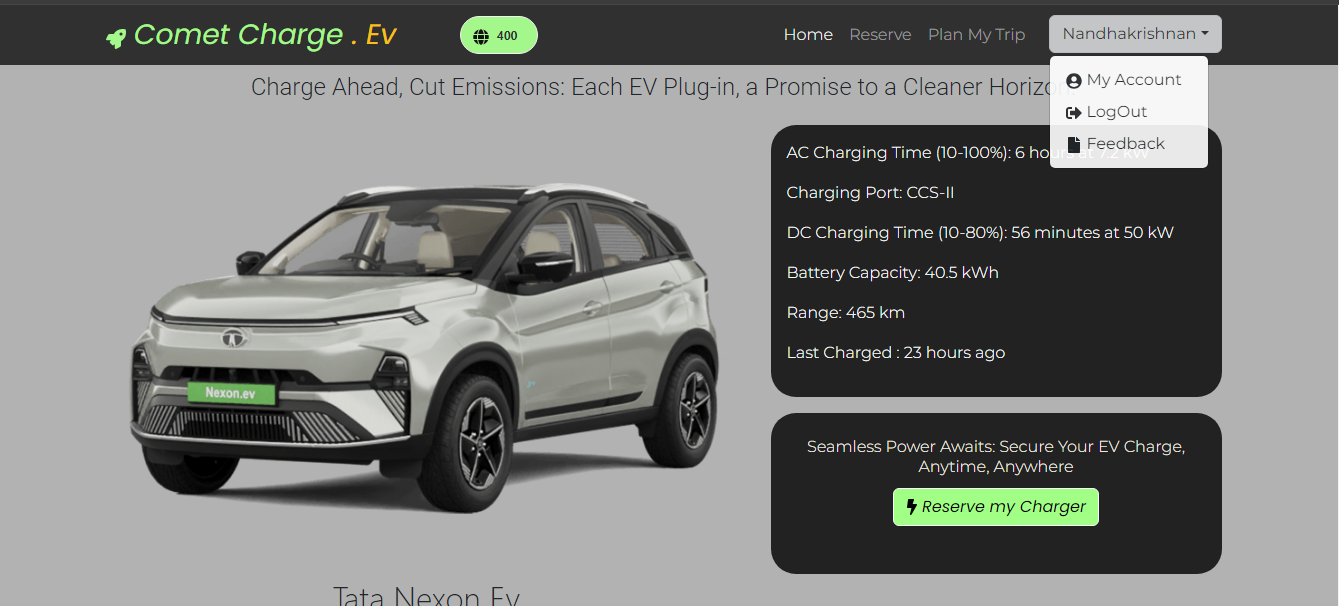 Comet Charge . Ev
400
Home
Reserve
Plan My Trip
Nandhakrishnan
My Account
LogOut
Feedback
Charge Ahead, Cut Emissions: Each EV Plug-in, a Promise to a Cleaner Horizon
AC Charging Time (10-100%): 6 hours at 7.2 kW
Charging Port: CCS-II
DC Charging Time (10-80%): 56 minutes at 50 kW
Battery Capacity: 40.5 kWh
Range: 465 km
Last Charged : 23 hours ago
Nexon.ev
Seamless Power Awaits: Secure Your EV Charge,
Anytime, Anywhere
Reserve my Charger
Tata Nexon Ev